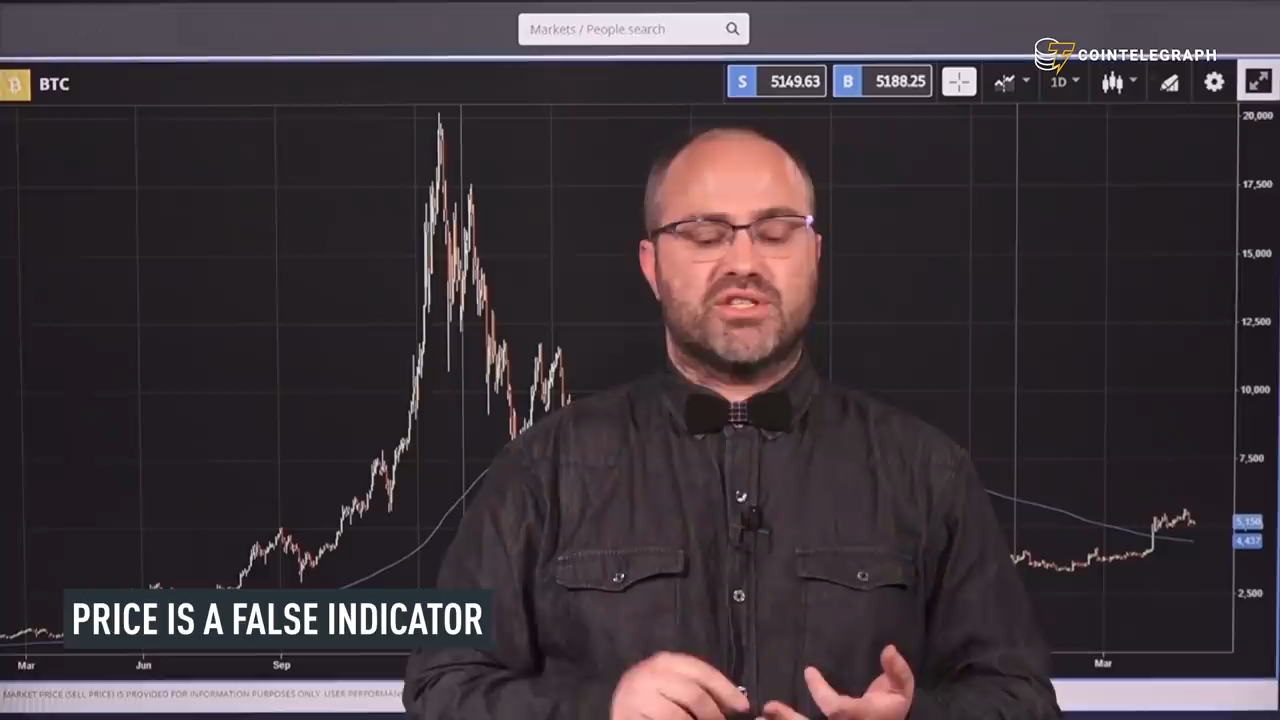 Markets / People search
COINTELEGRAPH
BTC
S 5149.63
B 5188.25
1D
20,000
17,500
15,000
12,500
10,000
7,500
5,150
4,437
2,500
PRICE IS A FALSE INDICATOR
Mar
Jun
Sep
Mar
MARKET PRICE (SELL PRICE) IS PROVIDED FOR INFORMATION PURPOSES ONLY. USER